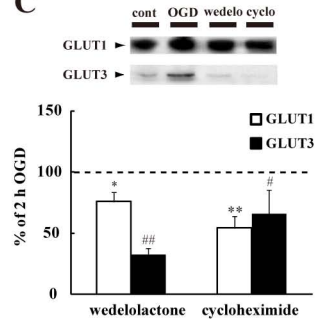 C
cont OGD wedelo cyclo
GLUT1
GLUT3
150
GLUT1
GLUT3
100
% of 2 h OGD
*
#
**
50
##
0
wedelolactone cycloheximide